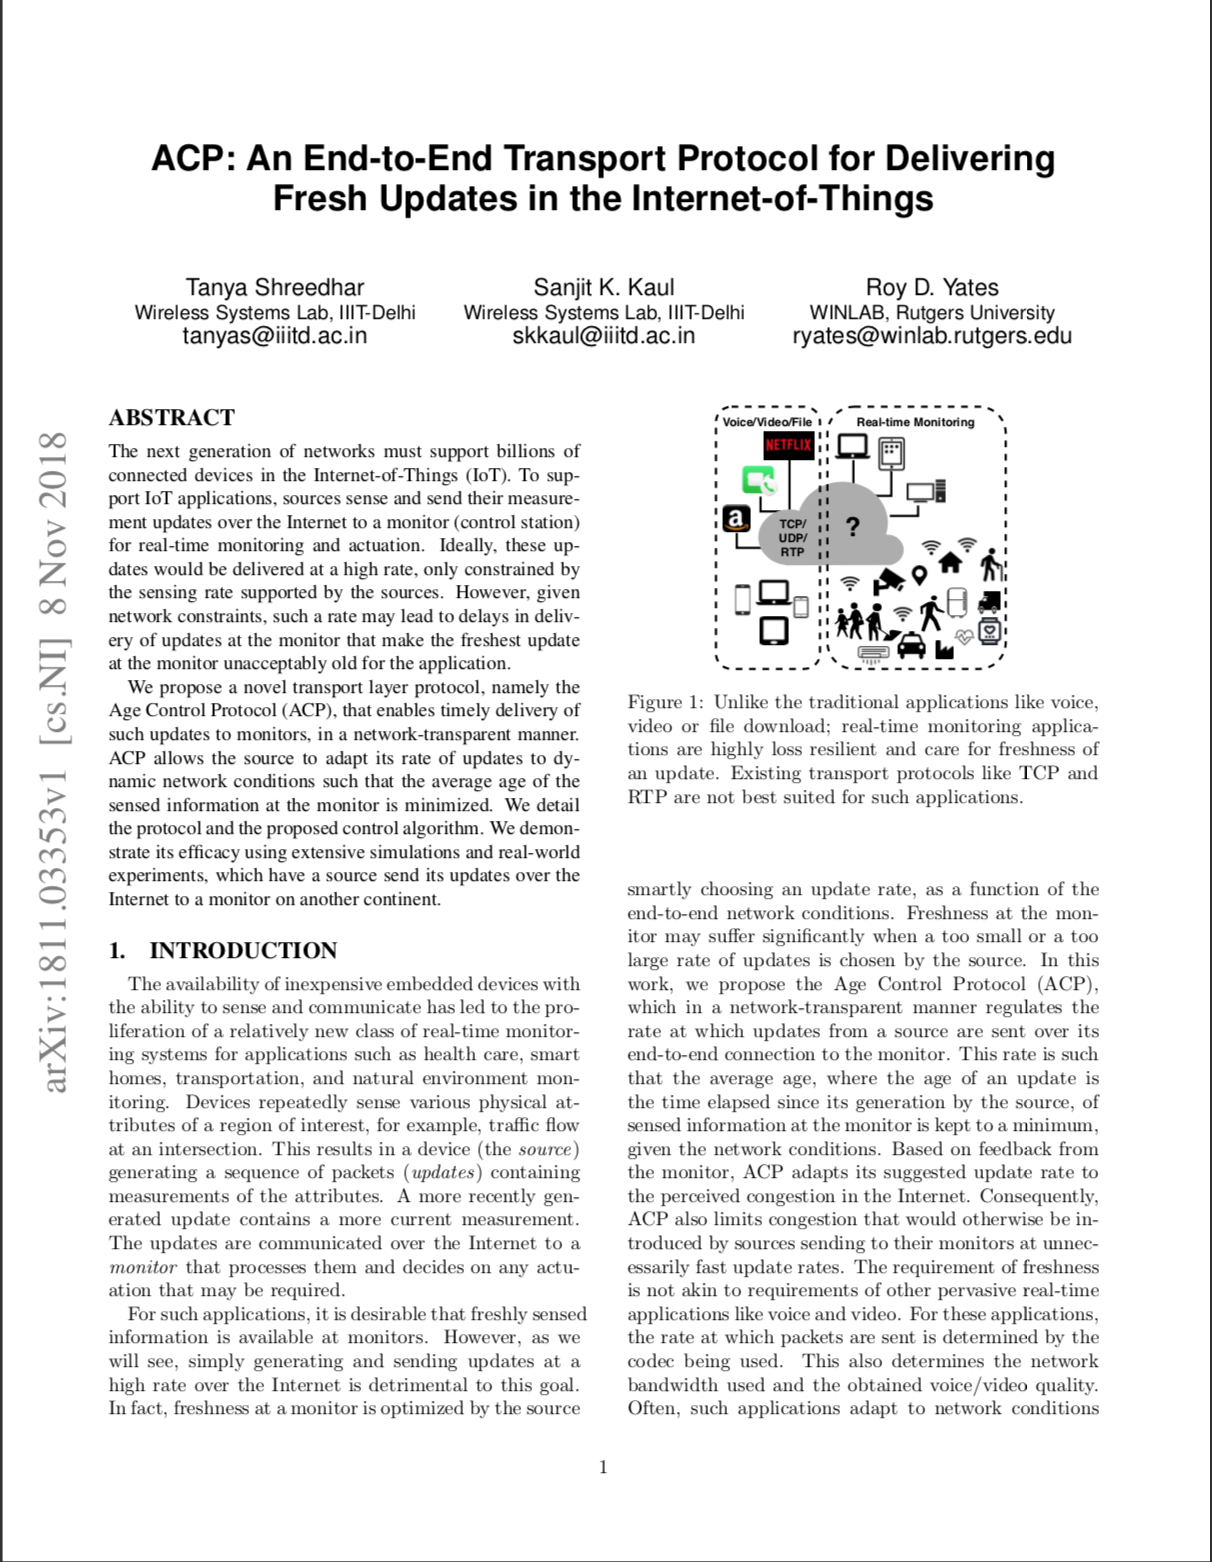 ACP: An End-to-End Transport Protocol for Delivering
Fresh Updates in the Internet-of-Things
Tanya Shreedhar
Wireless Systems Lab, IIIT-Delhi
tanyas@iiitd.ac.in
Sanjit K. Kaul
Wireless Systems Lab, IIIT-Delhi
skkaul@iiitd.ac.in
Roy D. Yates
WINLAB, Rutgers University
ryates@winlab.rutgers.edu
arXiv:1811.03353v1 [cs.NI] 8 Nov 2018
ABSTRACT
The next generation of networks must support billions of
connected devices in the Internet-of-Things (IoT). To sup-
port IoT applications, sources sense and send their measure-
ment updates over the Internet to a monitor (control station)
for real-time monitoring and actuation. Ideally, these up-
dates would be delivered at a high rate, only constrained by
the sensing rate supported by the sources. However, given
network constraints, such a rate may lead to delays in deliv-
ery of updates at the monitor that make the freshest update
at the monitor unacceptably old for the application.
We propose a novel transport layer protocol, namely the
Age Control Protocol (ACP), that enables timely delivery of
such updates to monitors, in a network-transparent manner.
ACP allows the source to adapt its rate of updates to dy-
namic network conditions such that the average age of the
sensed information at the monitor is minimized. We detail
the protocol and the proposed control algorithm. We demon-
strate its efficacy using extensive simulations and real-world
experiments, which have a source send its updates over the
Internet to a monitor on another continent.
1. INTRODUCTION
The availability of inexpensive embedded devices with
the ability to sense and communicate has led to the pro-
liferation of a relatively new class of real-time monitor-
ing systems for applications such as health care, smart
homes, transportation, and natural environment mon-
itoring. Devices repeatedly sense various physical at-
tributes of a region of interest, for example, traffic flow
at an intersection. This results in a device (the source)
generating a sequence of packets (updates) containing
measurements of the attributes. A more recently gen-
erated update contains a more current measurement.
The updates are communicated over the Internet to a
monitor that processes them and decides on any actu-
ation that may be required.
For such applications, it is desirable that freshly sensed
information is available at monitors. However, as we
will see, simply generating and sending updates at a
high rate over the Internet is detrimental to this goal.
In fact, freshness at a monitor is optimized by the source
Voice/Video/File
Real-time Monitoring
NETFLIX
a
TCP/
UDP/
RTP
?
Figure 1: Unlike the traditional applications like voice,
video or file download; real-time monitoring applica-
tions are highly loss resilient and care for freshness of
an update. Existing transport protocols like TCP and
RTP are not best suited for such applications.
smartly choosing an update rate, as a function of the
end-to-end network conditions. Freshness at the mon-
itor may suffer significantly when a too small or a too
large rate of updates is chosen by the source. In this
work, we propose the Age Control Protocol (ACP),
which in a network-transparent manner regulates the
rate at which updates from a source are sent over its
end-to-end connection to the monitor. This rate is such
that the average age, where the age of an update is
the time elapsed since its generation by the source, of
sensed information at the monitor is kept to a minimum,
given the network conditions. Based on feedback from
the monitor, ACP adapts its suggested update rate to
the perceived congestion in the Internet. Consequently,
ACP also limits congestion that would otherwise be in-
troduced by sources sending to their monitors at unnec-
essarily fast update rates. The requirement of freshness
is not akin to requirements of other pervasive real-time
applications like voice and video. For these applications,
the rate at which packets are sent is determined by the
codec being used. This also determines the network
bandwidth used and the obtained voice/video quality.
Often, such applications adapt to network conditions
1